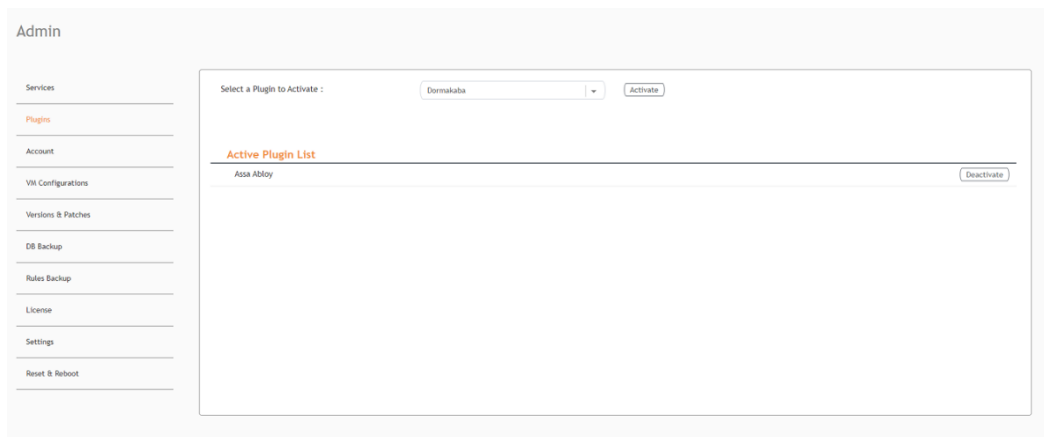 Admin
Services
Plugins
Account
VM Configurations
Versions & Patches
DB Backup
Rules Backup
License
Settings
Reset & Reboot
Select a Plugin to Activate :
Dormakaba
Activate
Active Plugin List
Assa Abloy
Deactivate